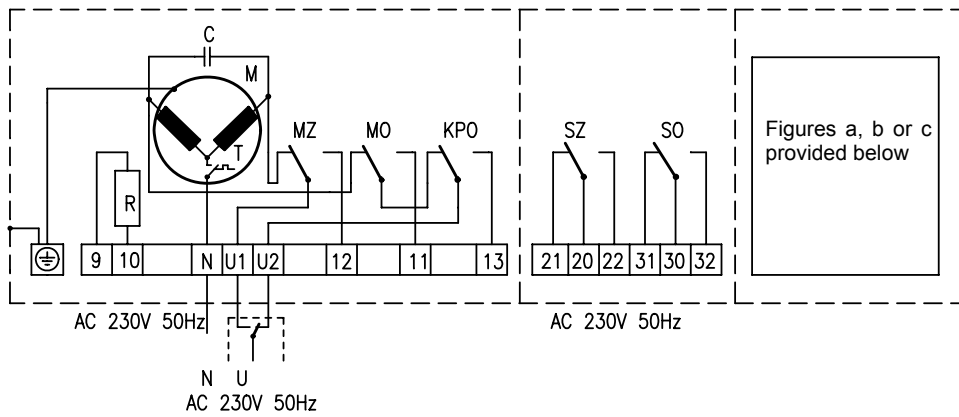 C
M
MZ MO KPO SZ SO
T
R
Figures a, b or c
provided below
9 10 N U1 U2 12 11 13 21 20 22 31 30 32
AC 230V 50Hz AC 230V 50Hz
N U
AC 230V 50Hz